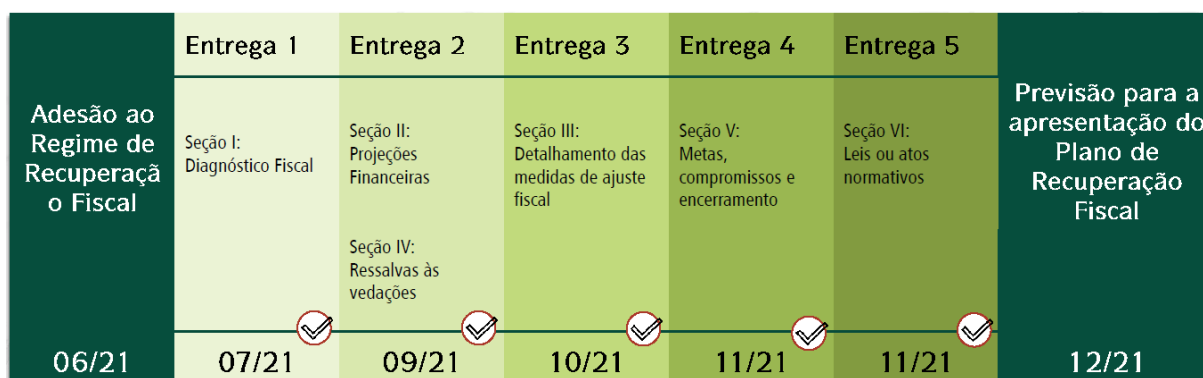 Adesão ao
Regime de
Recuperaçã
o Fiscal
06/21
Entrega 1
Seção I:
Diagnóstico Fiscal
07/21
Entrega 2
Seção II:
Projeções
Financeiras
Seção IV:
Ressalvas às
vedações
09/21
Entrega 3
Seção III:
Detalhamento das
medidas de ajuste
fiscal
10/21
Entrega 4
Seção V:
Metas,
compromissos e
encerramento
11/21
Entrega 5
Seção VI:
Leis ou atos
normativos
11/21
Previsão para a
apresentação do
Plano de
Recuperação
Fiscal
12/21